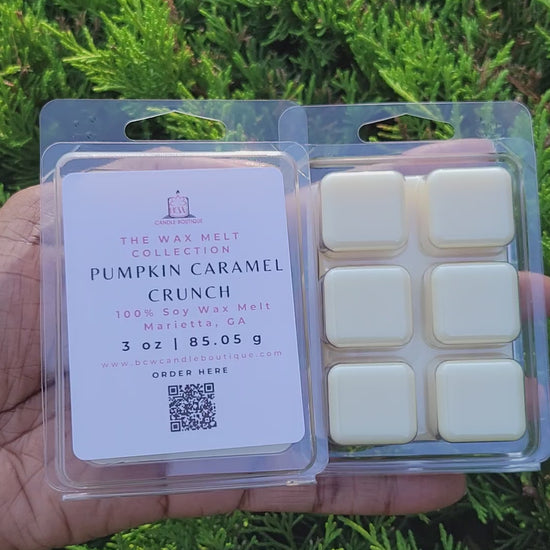 CANDLE-BOUTIQUE
THE WAX MELT
COLLECTION
PUMPKIN CARAMEL
CRUNCH
100% Soy Wax Melt
Marietta, GA
3 oz | 85.05 g
www.bcwcandleboutique.com
ORDER HERE